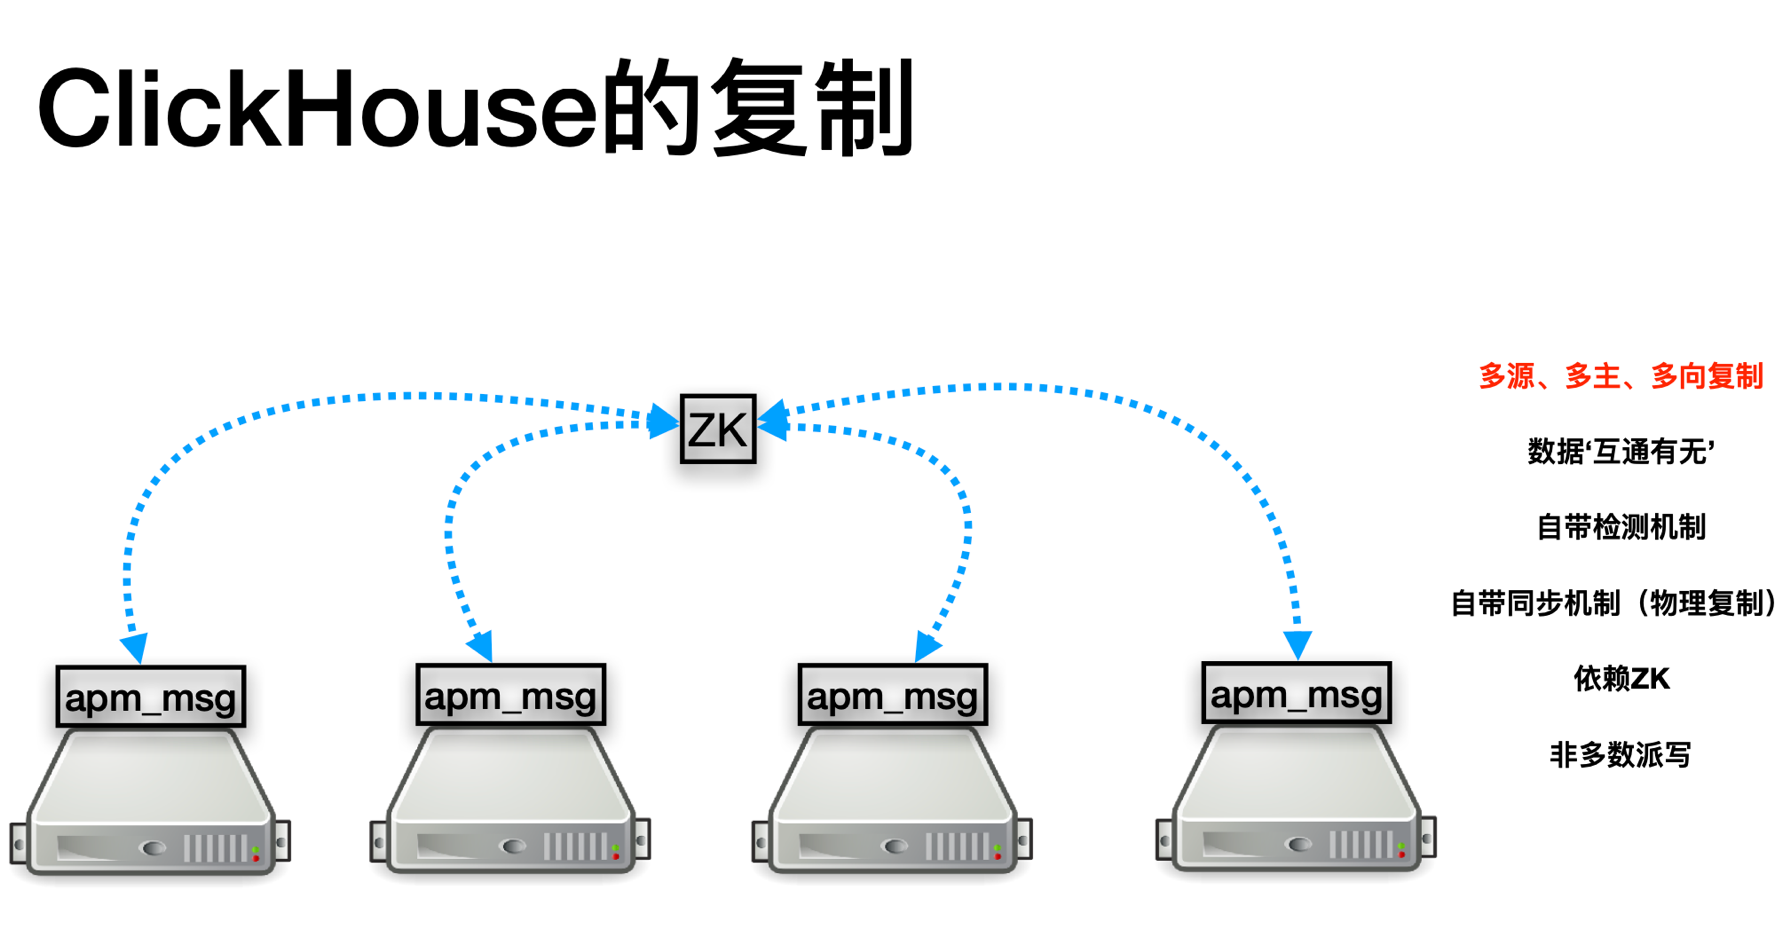 ClickHouse的复制
ZK
多源、多主、多向复制
数据‘互通有无’
自带检测机制
自带同步机制（物理复制）
依赖ZK
非多数派写
apm_msg
apm_msg
apm_msg
apm_msg